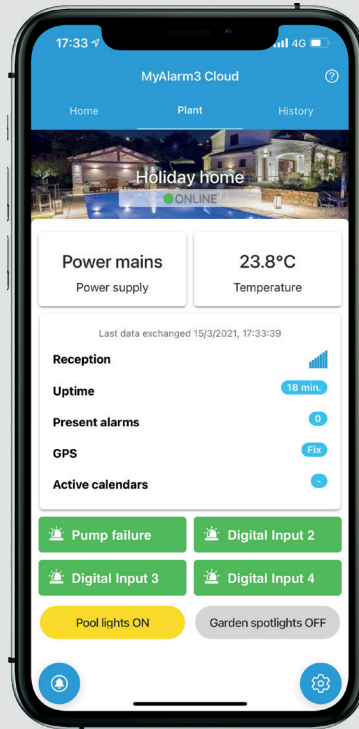 17:33 4G
MyAlarm3 Cloud ?
Home Plant History
Holiday home
ONLINE
Power mains 23.8°C
Power supply Temperature
Last data exchanged 15/3/2021, 17:33:39
Reception
Uptime 18 min.
Present alarms 0
GPS Fix
Active calendars -
Pump failure Digital Input 2
Digital Input 3 Digital Input 4
Pool lights ON Garden spotlights OFF